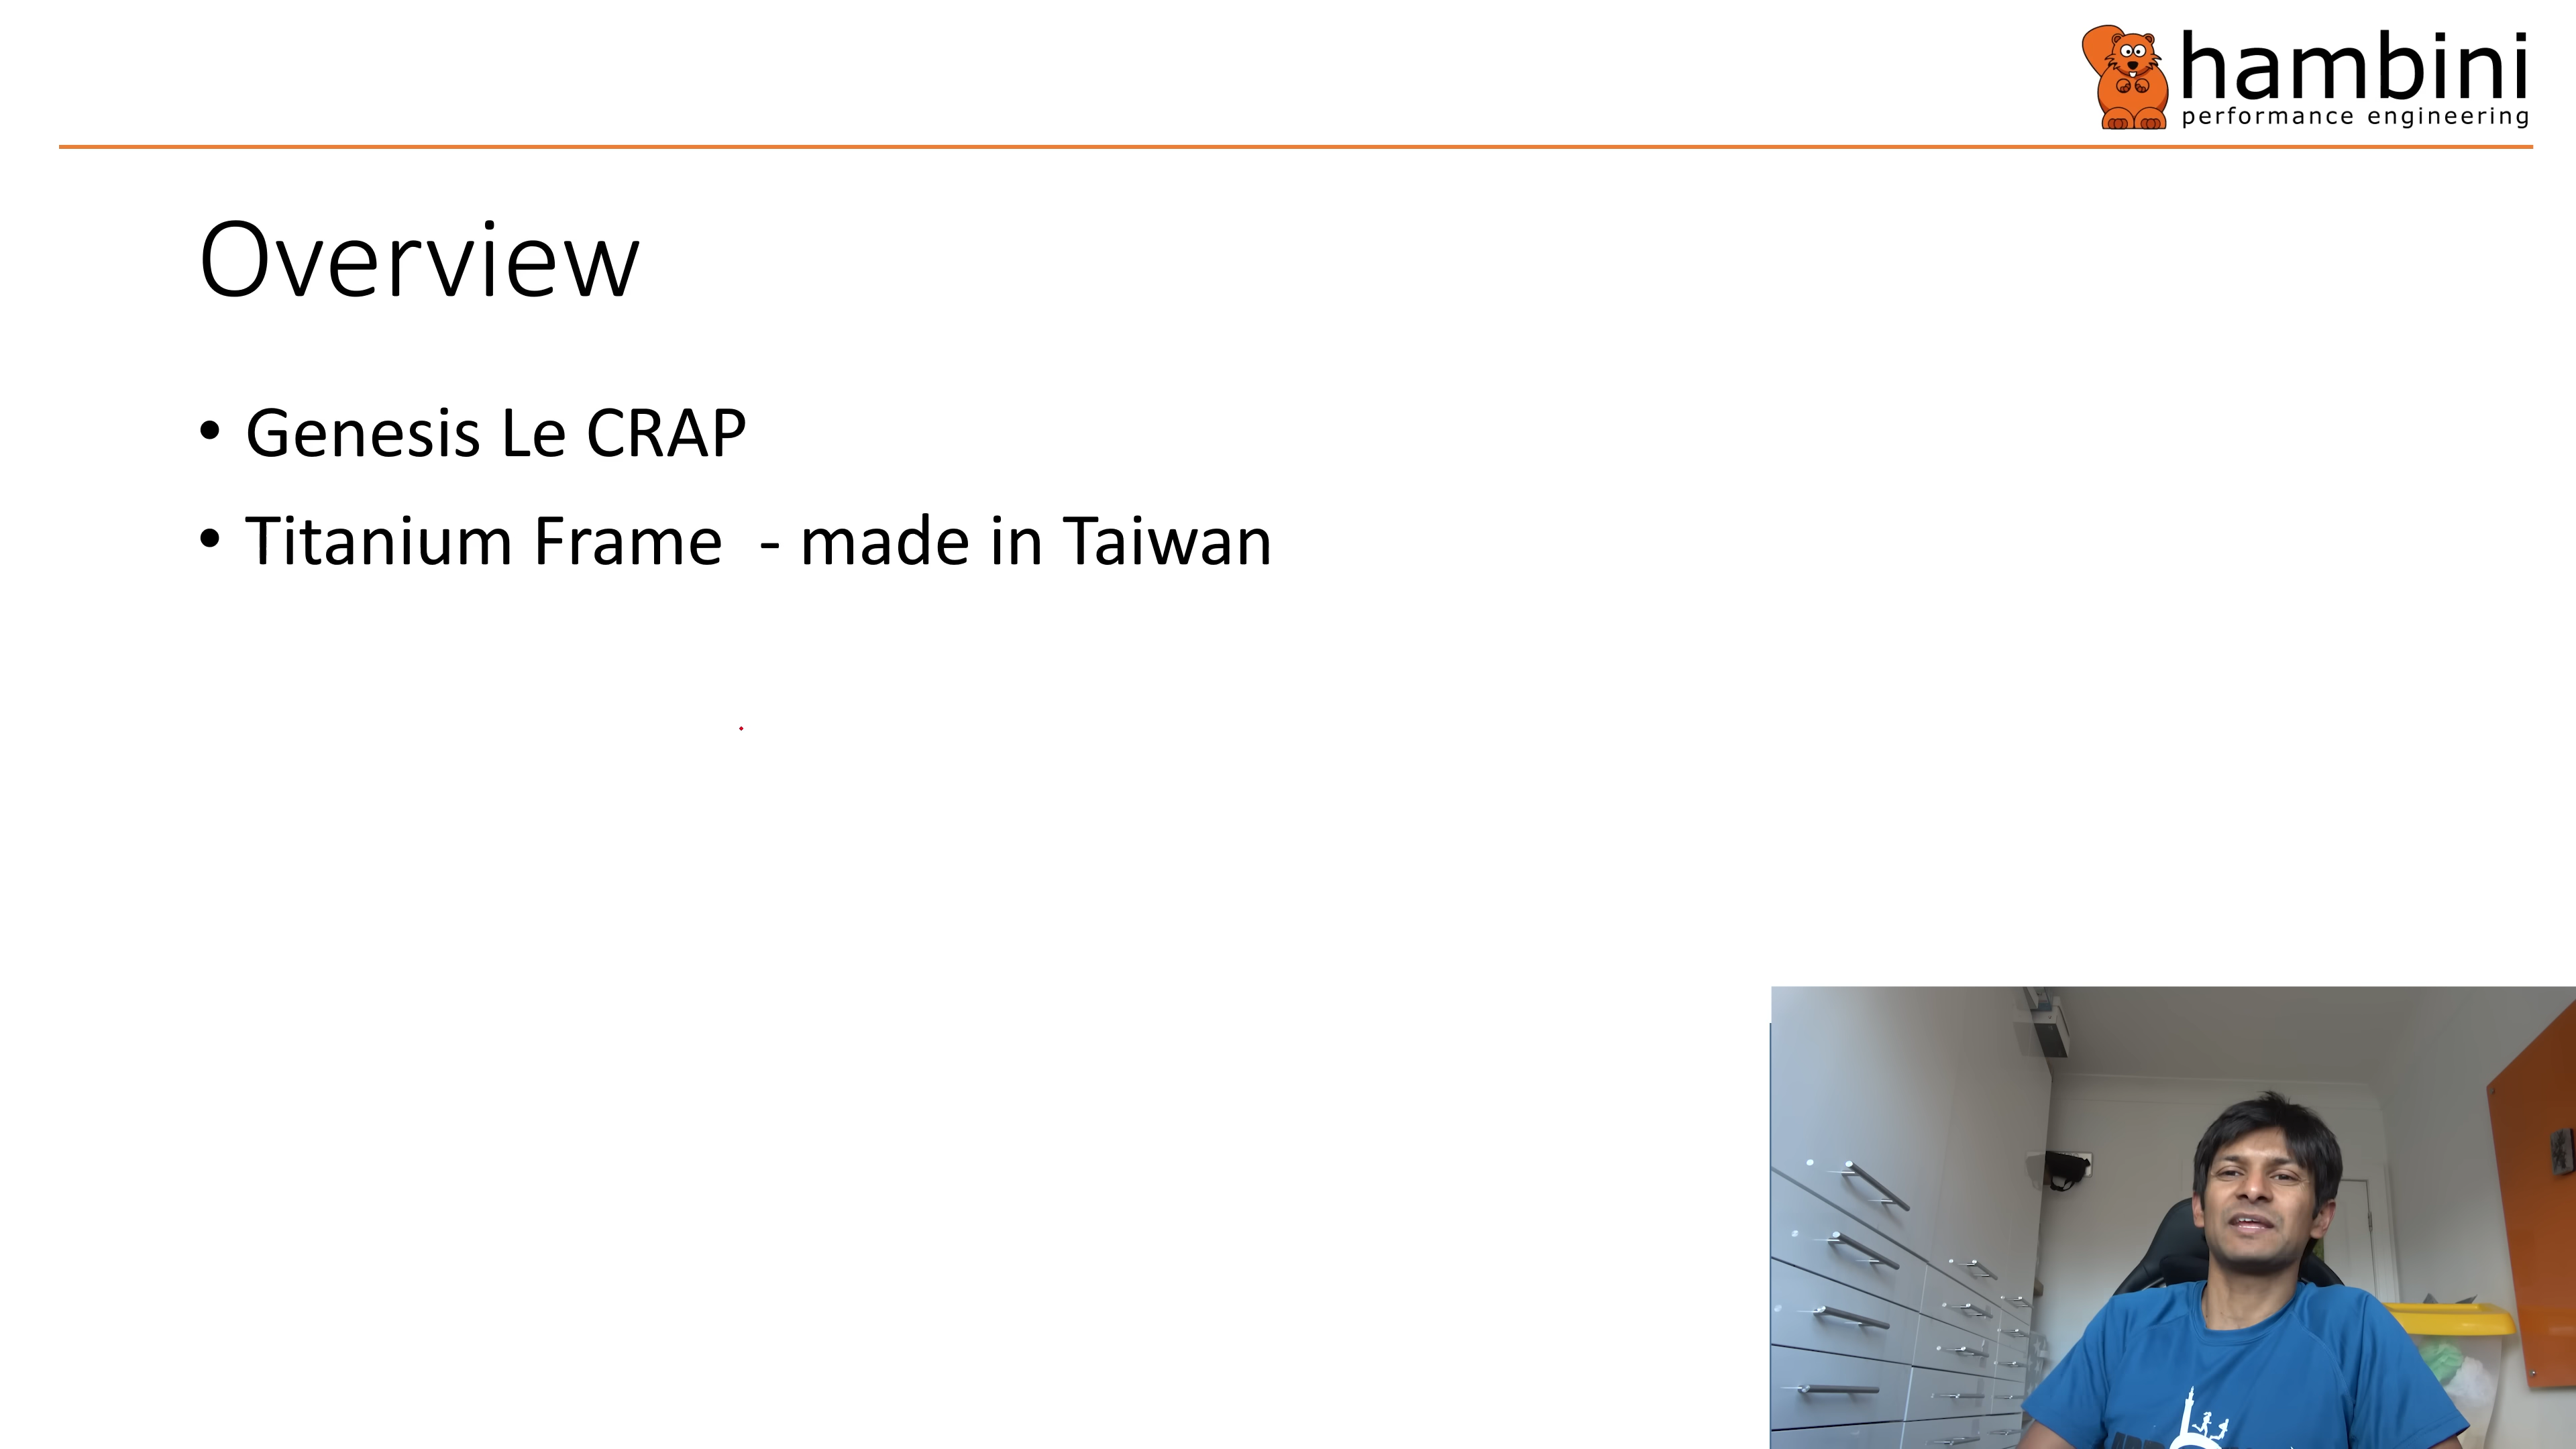 hambini
performance engineering
Overview
• Genesis Le CRAP
• Titanium Frame  - made in Taiwan